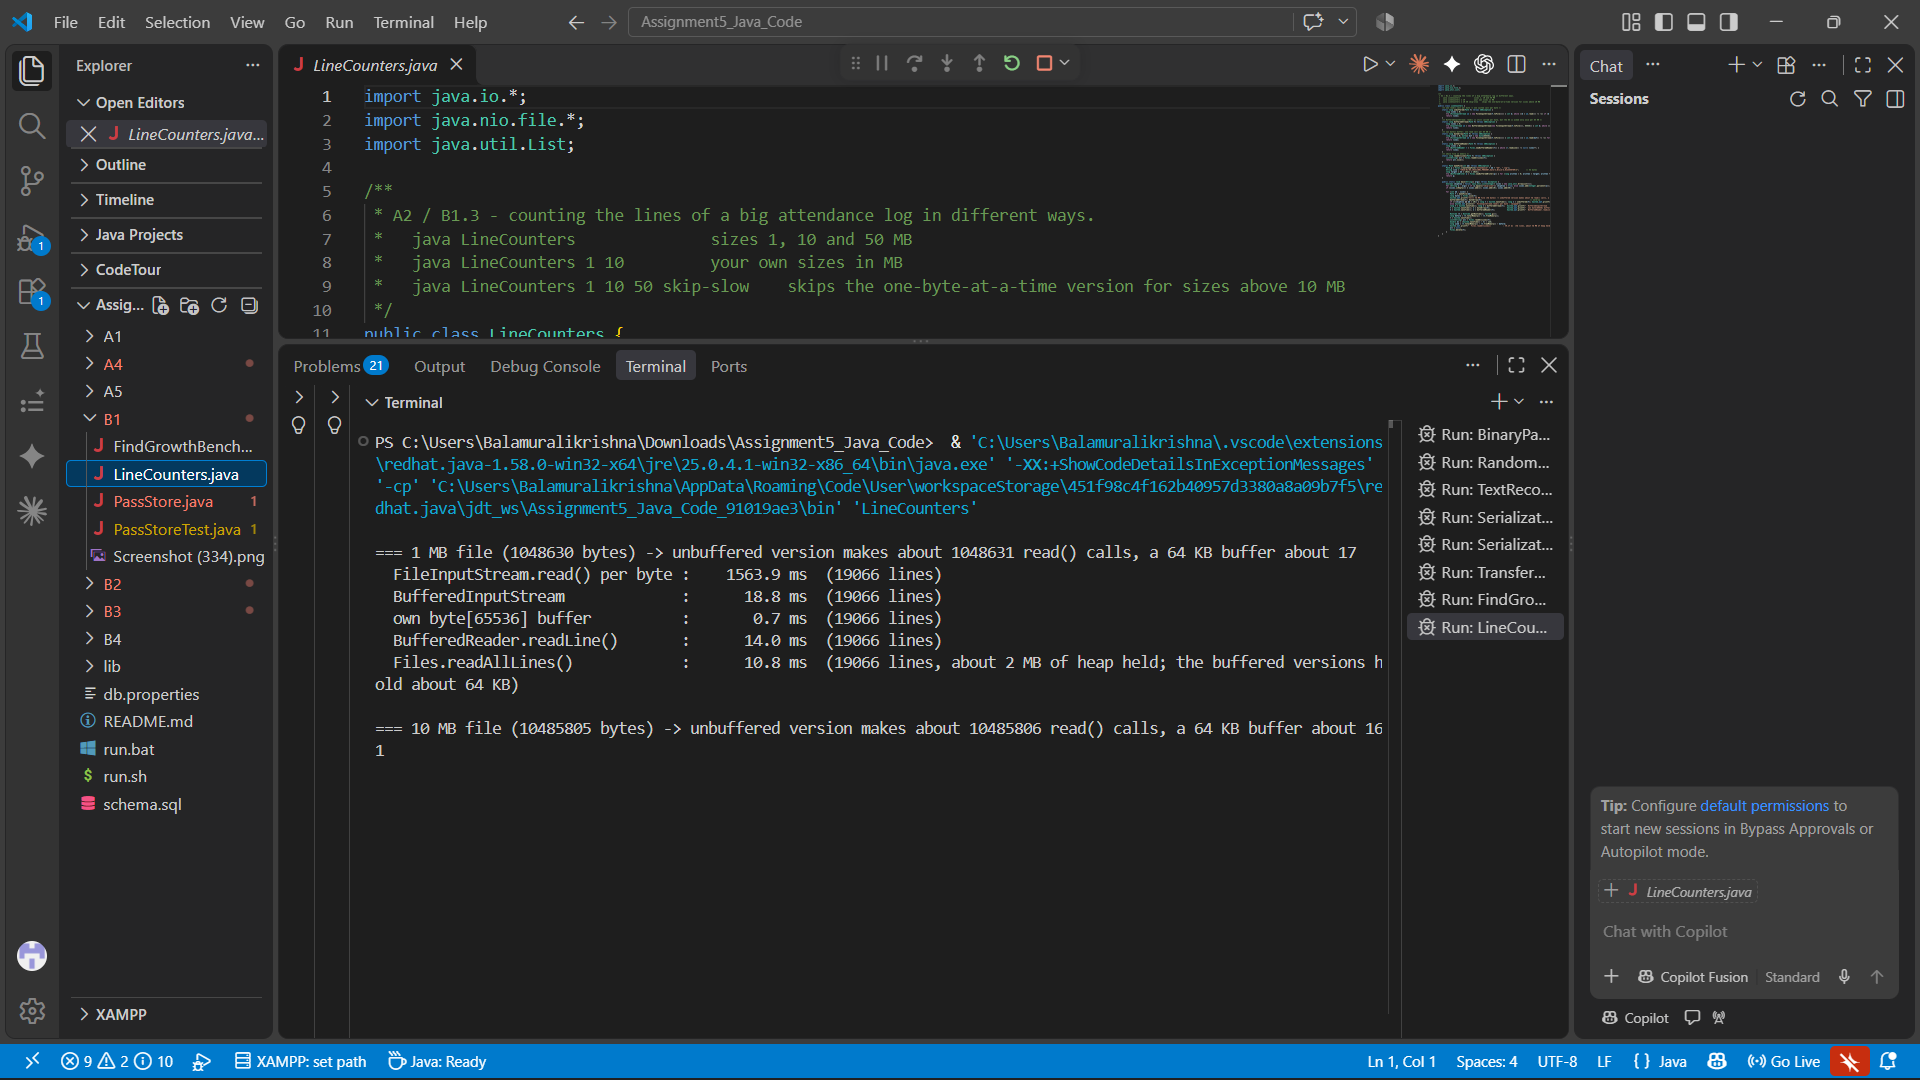 File Edit Selection View Go Run Terminal Help
Assignment5_Java_Code
Explorer
Open Editors
LineCounters.java...
Outline
Timeline
Java Projects
CodeTour
Assig...
A1
A4
A5
B1
FindGrowthBench...
LineCounters.java
PassStore.java 1
PassStoreTest.java 1
Screenshot (334).png
B2
B3
B4
lib
db.properties
README.md
run.bat
run.sh
schema.sql
XAMPP
1
1
LineCounters.java
1 import java.io.*;
2 import java.nio.file.*;
3 import java.util.List;
4
5 /**
6 * A2 / B1.3 - counting the lines of a big attendance log in different ways.
7 * java LineCounters sizes 1, 10 and 50 MB
8 * java LineCounters 1 10 your own sizes in MB
9 * java LineCounters 1 10 50 skip-slow skips the one-byte-at-a-time version for sizes above 10 MB
10 */
11 public class LineCounters {
Problems 21 Output Debug Console Terminal Ports
Terminal
PS C:\Users\Balamuralikrishna\Downloads\Assignment5_Java_Code> & 'C:\Users\Balamuralikrishna\.vscode\extensions
\redhat.java-1.58.0-win32-x64\jre\25.0.4.1-win32-x86_64\bin\java.exe' '-XX:+ShowCodeDetailsInExceptionMessages'
'-cp' 'C:\Users\Balamuralikrishna\AppData\Roaming\Code\User\workspaceStorage\451f98c4f162b40957d3380a8a09b7f5\re
dhat.java\jdt_ws\Assignment5_Java_Code_91019ae3\bin' 'LineCounters'
=== 1 MB file (1048630 bytes) -> unbuffered version makes about 1048631 read() calls, a 64 KB buffer about 17
FileInputStream.read() per byte : 1563.9 ms (19066 lines)
BufferedInputStream : 18.8 ms (19066 lines)
own byte[65536] buffer : 0.7 ms (19066 lines)
BufferedReader.readLine() : 14.0 ms (19066 lines)
Files.readAllLines() : 10.8 ms (19066 lines, about 2 MB of heap held; the buffered versions h
old about 64 KB)
=== 10 MB file (10485805 bytes) -> unbuffered version makes about 10485806 read() calls, a 64 KB buffer about 16
1
Run: BinaryPa...
Run: Random...
Run: TextReco...
Run: Serializat...
Run: Serializat...
Run: Transfer...
Run: FindGro...
Run: LineCou...
Chat
Sessions
Tip: Configure default permissions to
start new sessions in Bypass Approvals or
Autopilot mode.
LineCounters.java
Chat with Copilot
Copilot Fusion Standard
Copilot
9 2 10 XAMPP: set path Java: Ready
Ln 1, Col 1 Spaces: 4 UTF-8 LF {} Java Go Live